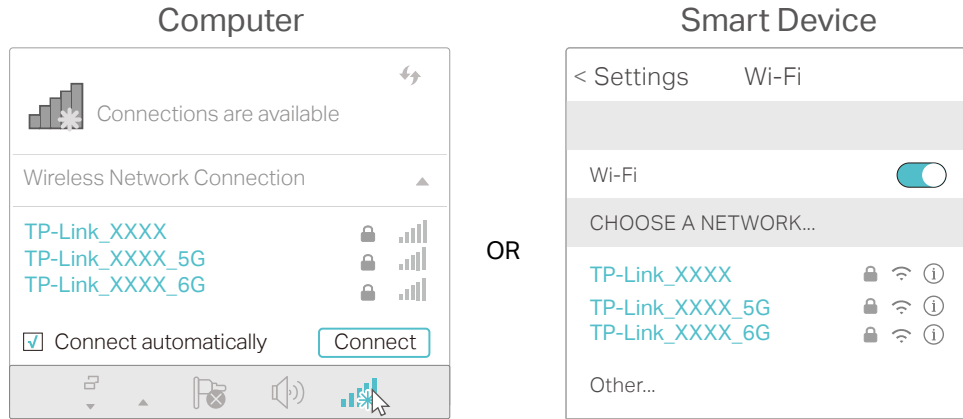 Computer
Connections are available
Wireless Network Connection
TP-Link_XXXX
TP-Link_XXXX_5G
TP-Link_XXXX_6G
Connect automatically Connect
OR
Smart Device
< Settings Wi-Fi
Wi-Fi
CHOOSE A NETWORK...
TP-Link_XXXX
TP-Link_XXXX_5G
TP-Link_XXXX_6G
Other...